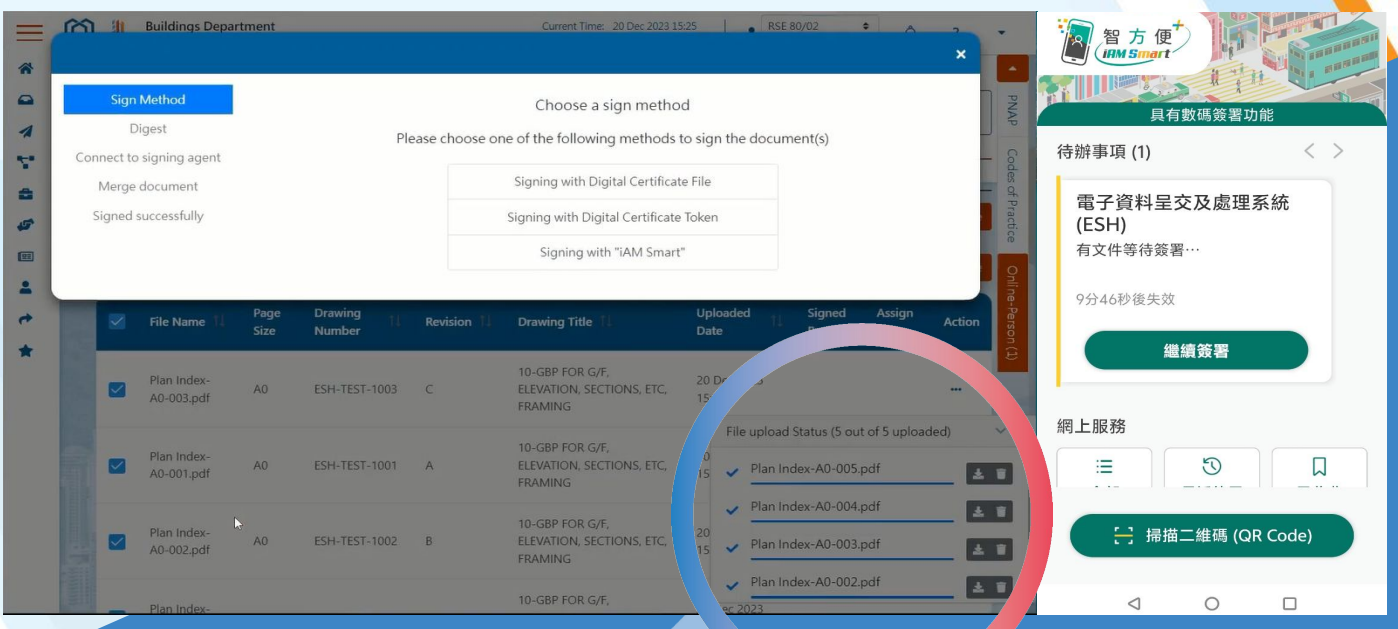 Buildings Department
Current Time: 20 Dec 2023 15:25
RSE 80/02
×
Sign Method
Digest
Connect to signing agent
Merge document
Signed successfully
Choose a sign method
Please choose one of the following methods to sign the document(s)
Signing with Digital Certificate File
Signing with Digital Certificate Token
Signing with "iAM Smart"
PNAP
Codes of Practice
Online-Person (1)
File Name
Page Size
Drawing Number
Revision
Drawing Title
Uploaded Date
Signed
Assign
Action
Plan Index-
A0-003.pdf
A0
ESH-TEST-1003
C
10-GBP FOR G/F,
ELEVATION, SECTIONS, ETC,
FRAMING
Plan Index-
A0-001.pdf
A0
ESH-TEST-1001
A
10-GBP FOR G/F,
ELEVATION, SECTIONS, ETC,
FRAMING
Plan Index-
A0-002.pdf
A0
ESH-TEST-1002
B
10-GBP FOR G/F,
ELEVATION, SECTIONS, ETC,
FRAMING
Plan Index-
10-GBP FOR G/F,
File upload Status (5 out of 5 uploaded)
Plan Index-A0-005.pdf
Plan Index-A0-004.pdf
Plan Index-A0-003.pdf
Plan Index-A0-002.pdf
2023
智方便
iAM Smart
具有數碼簽署功能
待辦事項 (1)
電子資料呈交及處理系統
(ESH)
有文件等待簽署…
9分46秒後失效
繼續簽署
網上服務
掃描二維碼 (QR Code)